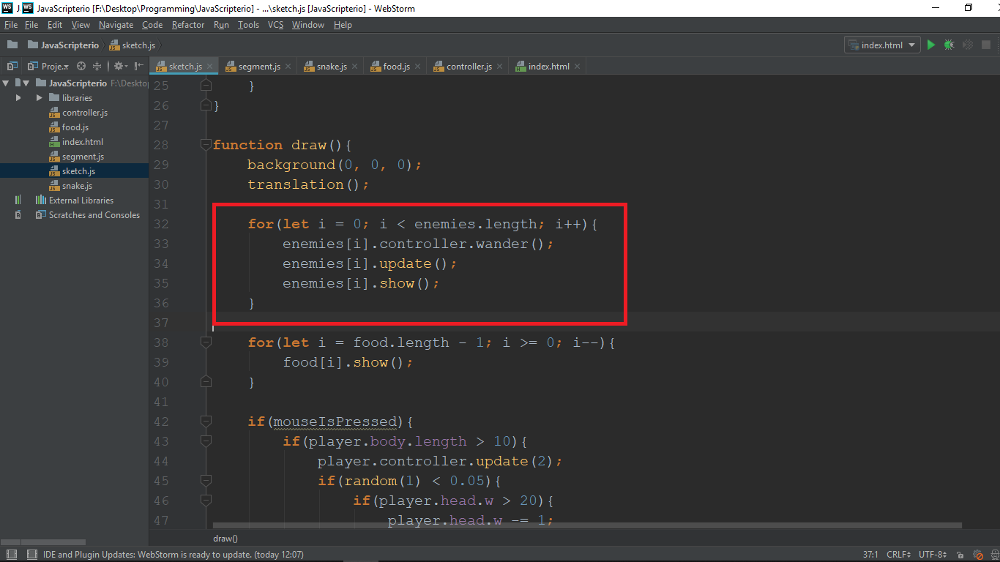 WS J WS JavaScripterio [F:\Desktop\Programming\JavaScripterio] - ...\sketch.js [JavaScripterio] - WebStorm
File File Edit View Navigate Code Refactor Run Tools VCS Window Help
JavaScripterio sketch.js index.html
Proje.. sketch.js segment.js snake.js food.js controller.js index.html
JavaScripterio F:\Desktop
libraries
controller.js
food.js
index.html
segment.js
sketch.js
snake.js
External Libraries
Scratches and Consoles
25 }
26 }
27
28 function draw(){
29 background(0, 0, 0);
30 translation();
31
32 for(let i = 0; i < enemies.length; i++){
33 enemies[i].controller.wander();
34 enemies[i].update();
35 enemies[i].show();
36 }
37
38 for(let i = food.length - 1; i >= 0; i--){
39 food[i].show();
40 }
41
42 if(mouseIsPressed){
43 if(player.body.length > 10){
44 player.controller.update(2);
45 if(random(1) < 0.05){
46 if(player.head.w > 20){
47 player.head.w -= 1;
draw()
IDE and Plugin Updates: WebStorm is ready to update. (today 12:07) 37:1 CRLF UTF-8